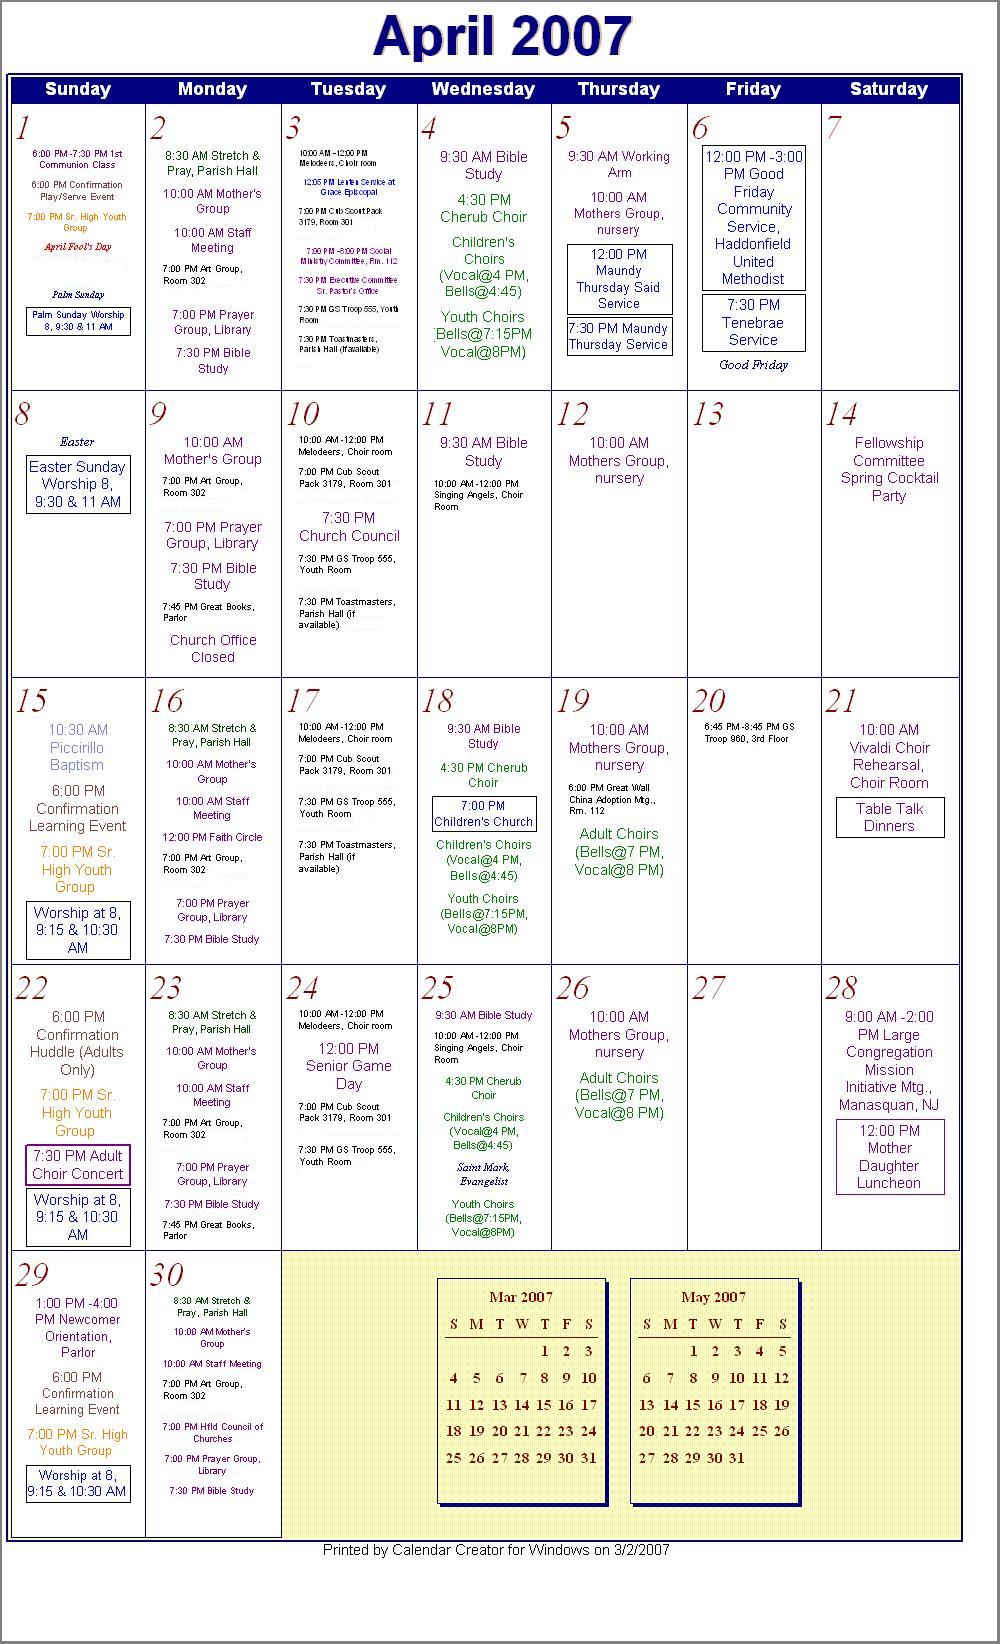 April 2007
Sunday Monday Tuesday Wednesday Thursday Friday Saturday
1
6:00 PM -7:30 PM 1st
Communion Class
6:00 PM Confirmation
Play/Serve Event
7:00 PM Sr. High Youth
Group
April Fool's Day
Palm Sunday
Palm Sunday Worship
8, 9:30 & 11 AM
2
8:30 AM Stretch &
Pray, Parish Hall
10:00 AM Mother's
Group
10:00 AM Staff
Meeting
7:00 PM Art Group,
Room 302
7:00 PM Prayer
Group, Library
7:30 PM Bible
Study
3
10:00 AM -12:00 PM
Melodeers, Choir room
12:05 PM Lenten Service at
Grace Episcopal
7:00 PM Cub Scout Pack
3179, Room 301
7:00 PM -8:00 PM Social
Ministry Committee, Rm. 112
7:30 PM Executive Committee
Sr. Pastor's Office
7:30 PM GS Troop 555, Youth
Room
7:30 PM Toastmasters,
Parish Hall (if available)
4
9:30 AM Bible
Study
4:30 PM
Cherub Choir
Children's
Choirs
(Vocal@4 PM,
Bells@4:45)
Youth Choirs
(Bells@7:15PM
Vocal@8PM)
5
9:30 AM Working
Arm
10:00 AM
Mothers Group,
nursery
12:00 PM
Maundy
Thursday Said
Service
7:30 PM Maundy
Thursday Service
6
12:00 PM -3:00
PM Good
Friday
Community
Service,
Haddonfield
United
Methodist
7:30 PM
Tenebrae
Service
Good Friday
7
8
Easter
Easter Sunday
Worship 8,
9:30 & 11 AM
9
10:00 AM
Mother's Group
7:00 PM Art Group,
Room 302
7:00 PM Prayer
Group, Library
7:30 PM Bible
Study
7:45 PM Great Books,
Parlor
Church Office
Closed
10
10:00 AM -12:00 PM
Melodeers, Choir room
7:00 PM Cub Scout
Pack 3179, Room 301
7:30 PM
Church Council
7:30 PM GS Troop 555,
Youth Room
7:30 PM Toastmasters,
Parish Hall (if
available)
11
9:30 AM Bible
Study
10:00 AM -12:00 PM
Singing Angels, Choir
Room
12
10:00 AM
Mothers Group,
nursery
13
14
Fellowship
Committee
Spring Cocktail
Party
15
10:30 AM
Piccirillo
Baptism
6:00 PM
Confirmation
Learning Event
7:00 PM Sr.
High Youth
Group
Worship at 8,
9:15 & 10:30
AM
16
8:30 AM Stretch &
Pray, Parish Hall
10:00 AM Mother's
Group
10:00 AM Staff
Meeting
12:00 PM Faith Circle
7:00 PM Art Group,
Room 302
7:00 PM Prayer
Group, Library
7:30 PM Bible Study
17
10:00 AM -12:00 PM
Melodeers, Choir room
7:00 PM Cub Scout
Pack 3179, Room 301
7:30 PM GS Troop 555,
Youth Room
7:30 PM Toastmasters,
Parish Hall (if
available)
18
9:30 AM Bible
Study
4:30 PM Cherub
Choir
7:00 PM
Children's Church
Children's Choirs
(Vocal@4 PM,
Bells@4:45)
Youth Choirs
(Bells@7:15PM,
Vocal@8PM)
19
10:00 AM
Mothers Group,
nursery
6:00 PM Great Wall
China Adoption Mtg.,
Rm. 112
Adult Choirs
(Bells@7 PM,
Vocal@8 PM)
20
6:45 PM -8:45 PM GS
Troop 960, 3rd Floor
21
10:00 AM
Vivaldi Choir
Rehearsal,
Choir Room
Table Talk
Dinners
22
6:00 PM
Confirmation
Huddle (Adults
Only)
7:00 PM Sr.
High Youth
Group
7:30 PM Adult
Choir Concert
Worship at 8,
9:15 & 10:30
AM
23
8:30 AM Stretch &
Pray, Parish Hall
10:00 AM Mother's
Group
10:00 AM Staff
Meeting
7:00 PM Art Group,
Room 302
7:00 PM Prayer
Group, Library
7:30 PM Bible Study
7:45 PM Great Books,
Parlor
24
10:00 AM -12:00 PM
Melodeers, Choir room
12:00 PM
Senior Game
Day
7:00 PM Cub Scout
Pack 3179, Room 301
7:30 PM GS Troop 555,
Youth Room
25
9:30 AM Bible Study
10:00 AM -12:00 PM
Singing Angels, Choir
Room
4:30 PM Cherub
Choir
Children's Choirs
(Vocal@4 PM,
Bells@4:45)
Saint Mark,
Evangelist
Youth Choirs
(Bells@7:15PM,
Vocal@8PM)
26
10:00 AM
Mothers Group,
nursery
Adult Choirs
(Bells@7 PM,
Vocal@8 PM)
27
28
9:00 AM -2:00
PM Large
Congregation
Mission
Initiative Mtg.,
Manasquan, NJ
12:00 PM
Mother
Daughter
Luncheon
29
1:00 PM -4:00
PM Newcomer
Orientation,
Parlor
6:00 PM
Confirmation
Learning Event
7:00 PM Sr. High
Youth Group
Worship at 8,
9:15 & 10:30 AM
30
8:30 AM Stretch &
Pray, Parish Hall
10:00 AM Mother's
Group
10:00 AM Staff Meeting
7:00 PM Art Group,
Room 302
7:00 PM Hfld Council of
Churches
7:00 PM Prayer Group,
Library
7:30 PM Bible Study
Mar 2007
S M T W T F S
1 2 3
4 5 6 7 8 9 10
11 12 13 14 15 16 17
18 19 20 21 22 23 24
25 26 27 28 29 30 31
May 2007
S M T W T F S
1 2 3 4 5
6 7 8 9 10 11 12
13 14 15 16 17 18 19
20 21 22 23 24 25 26
27 28 29 30 31
Printed by Calendar Creator for Windows on 3/2/2007